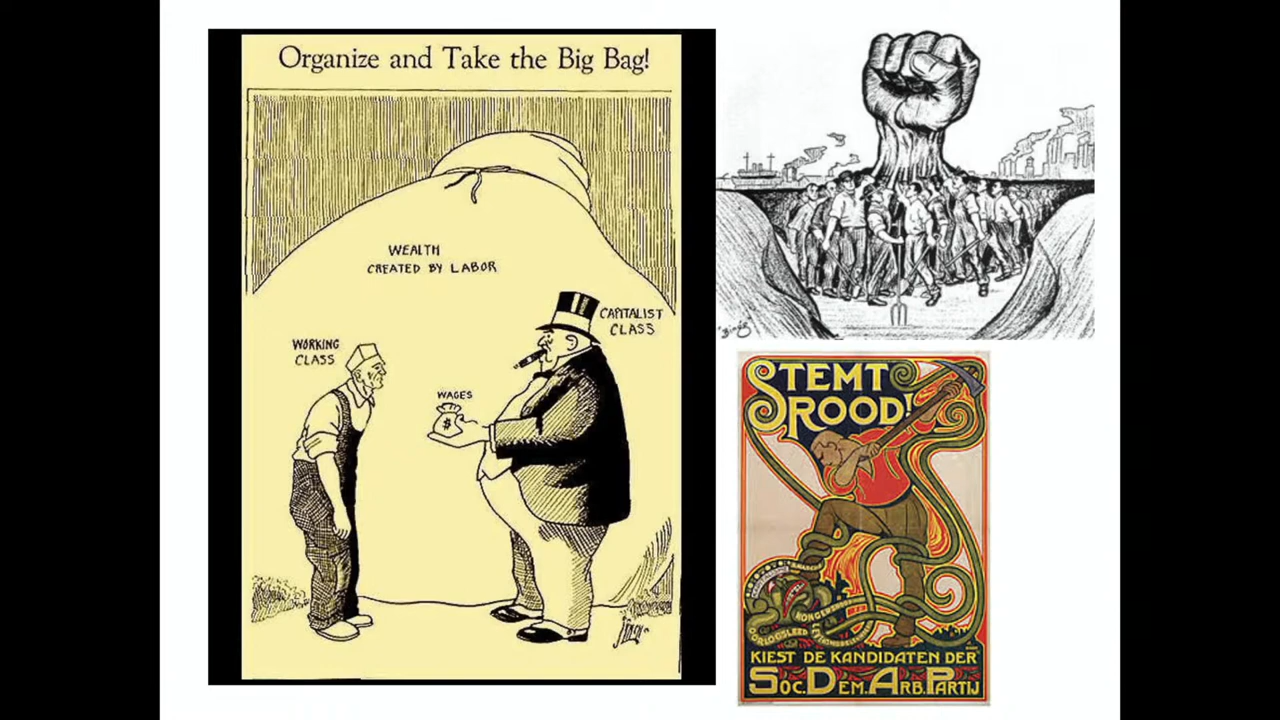 Organize and Take the Big Bag!
WEALTH
CREATED BY LABOR
CAPITALIST
CLASS
WORKING
CLASS
WAGES
$
STEMT
ROOD!
KIEST DE KANDIDATEN DER
SOC. DEM. ARB. PARTIJ